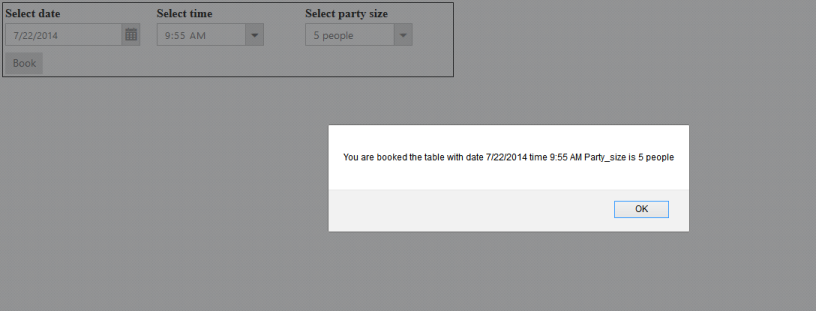 Select date Select time Select party size
7/22/2014 9:55 AM 5 people
Book
You are booked the table with date 7/22/2014 time 9:55 AM Party_size is 5 people
OK